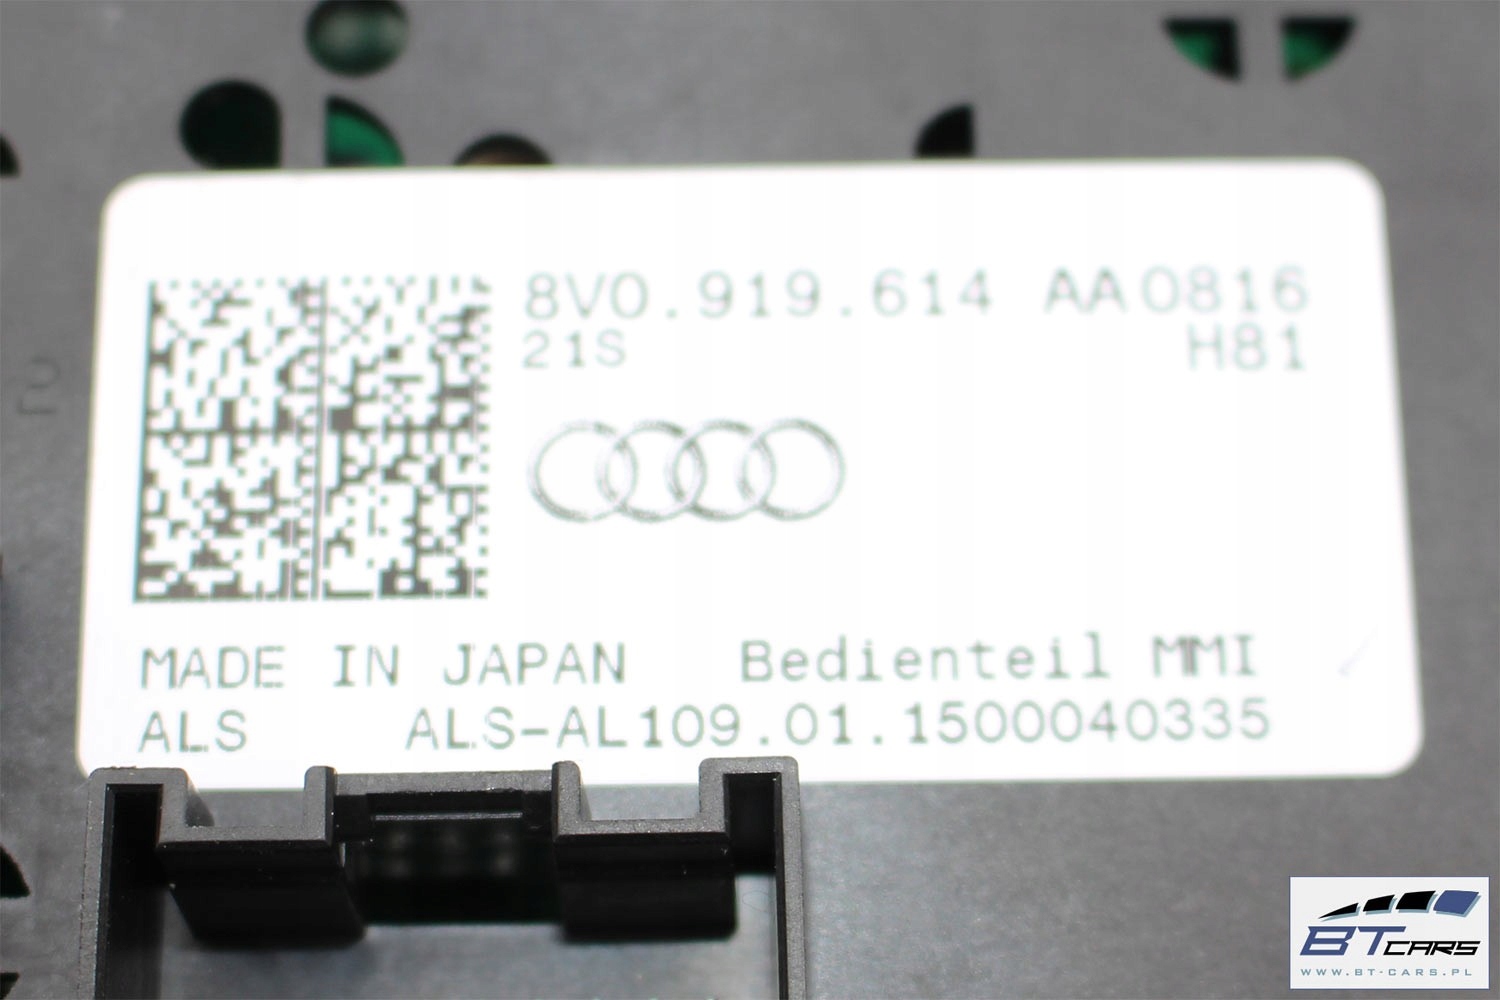 8V0.919.614 AA0816
21S H81
MADE IN JAPAN Bedienteil MMI
ALS ALS-AL109.01.1500040335
BTCARS
WWW.BT-CARS.PL